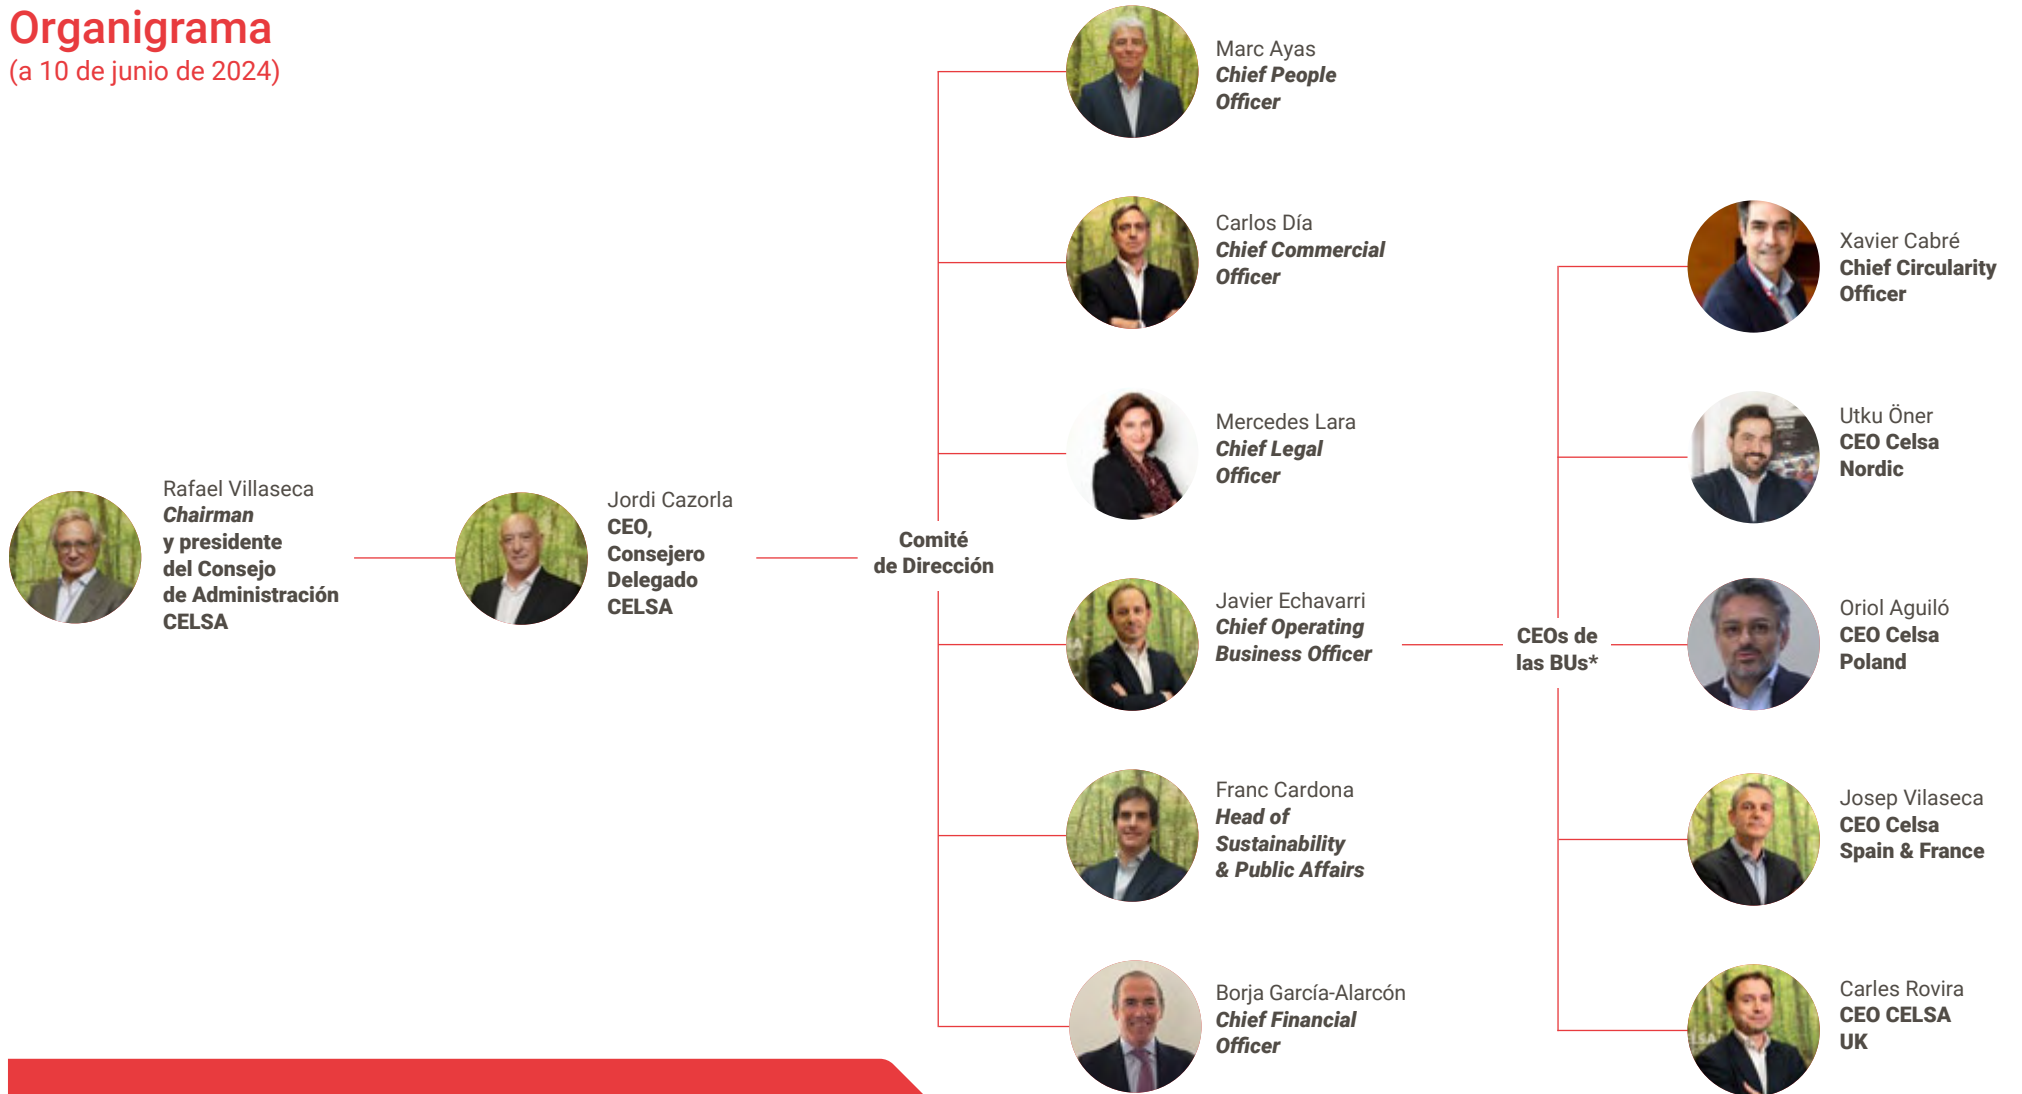 Organigrama
(a 10 de junio de 2024)
Rafael Villaseca
Chairman
y presidente
del Consejo
de Administración
CELSA
Jordi Cazorla
CEO,
Consejero
Delegado
CELSA
Comité
de Dirección
Marc Ayas
Chief People
Officer
Carlos Día
Chief Commercial
Officer
Mercedes Lara
Chief Legal
Officer
Javier Echavarri
Chief Operating
Business Officer
Franc Cardona
Head of
Sustainability
& Public Affairs
Borja García-Alarcón
Chief Financial
Officer
CEOs de
las BUs*
Xavier Cabré
Chief Circularity
Officer
Utku Öner
CEO Celsa
Nordic
Oriol Aguiló
CEO Celsa
Poland
Josep Vilaseca
CEO Celsa
Spain & France
Carles Rovira
CEO CELSA
UK